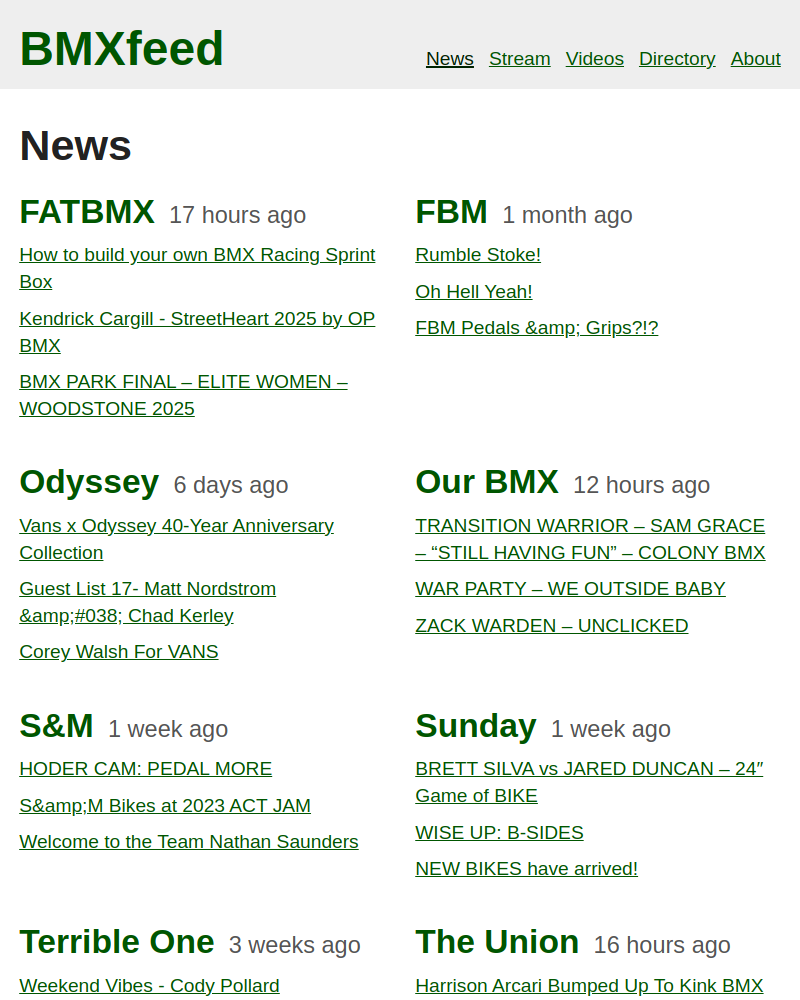 BMXfeed
News Stream Videos Directory About
News
FATBMX 17 hours ago
How to build your own BMX Racing Sprint
Box
Kendrick Cargill - StreetHeart 2025 by OP
BMX
BMX PARK FINAL – ELITE WOMEN –
WOODSTONE 2025
FBM 1 month ago
Rumble Stoke!
Oh Hell Yeah!
FBM Pedals &amp; Grips?!?
Odyssey 6 days ago
Vans x Odyssey 40-Year Anniversary
Collection
Guest List 17- Matt Nordstrom
&amp;#038; Chad Kerley
Corey Walsh For VANS
Our BMX 12 hours ago
TRANSITION WARRIOR – SAM GRACE
– “STILL HAVING FUN” – COLONY BMX
WAR PARTY – WE OUTSIDE BABY
ZACK WARDEN – UNCLICKED
S&M 1 week ago
HODER CAM: PEDAL MORE
S&amp;M Bikes at 2023 ACT JAM
Welcome to the Team Nathan Saunders
Sunday 1 week ago
BRETT SILVA vs JARED DUNCAN – 24″
Game of BIKE
WISE UP: B-SIDES
NEW BIKES have arrived!
Terrible One 3 weeks ago
Weekend Vibes - Cody Pollard
The Union 16 hours ago
Harrison Arcari Bumped Up To Kink BMX